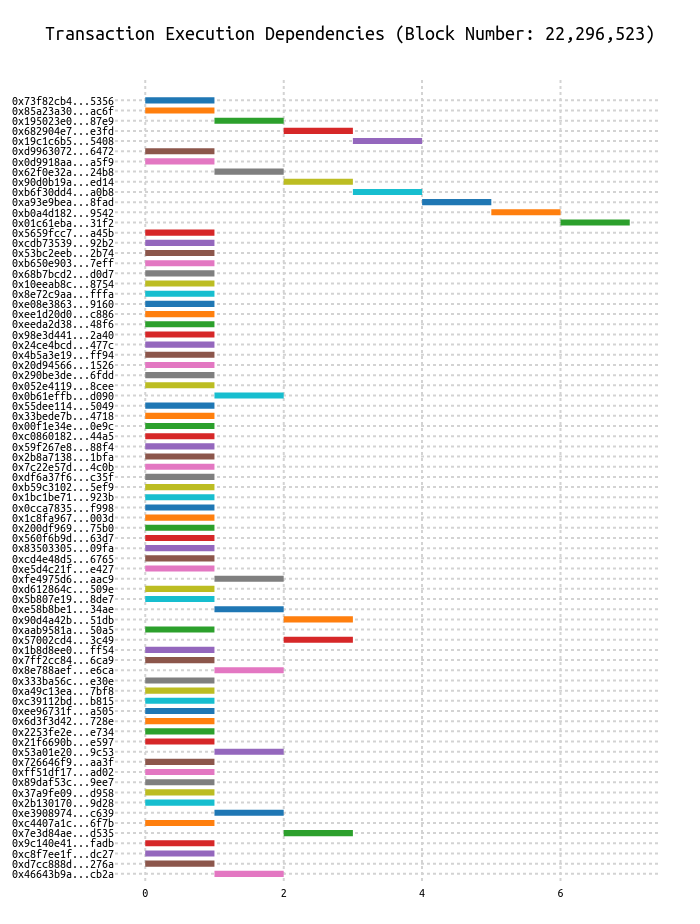 Transaction Execution Dependencies (Block Number: 22,296,523)
0x73f82cb4...5356
0x85a23a30...ac6f
0x195023e0...87e9
0x682904e7...e3fd
0x19c1c6b5...5408
0xd9963072...6472
0x0d9918aa...a5f9
0x62f0e32a...24b8
0x90d0b19a...ed14
0xb6f30dd4...a0b8
0xa93e9bea...8fad
0xb0a4d182...9542
0x01c61eba...31f2
0x5659fcc7...a45b
0xcdb73539...92b2
0x53bc2eeb...2b74
0xb650e903...7eff
0x68b7bcd2...d0d7
0x10eeab8c...8754
0x8e72c9aa...fffa
0xe08e3863...9160
0xee1d20d0...c886
0xeeda2d38...48f6
0x98e3d441...2a40
0x24ce4bcd...477c
0x4b5a3e19...ff94
0x20d94566...1526
0x290be3de...6fdd
0x052e4119...8cee
0x0b61effb...d090
0x55dee114...5049
0x33bede7b...4718
0x00f1e34e...0e9c
0xc0860182...44a5
0x59f267e8...88f4
0x2b8a7138...1bfa
0x7c22e57d...4c0b
0xdf6a37f6...c35f
0xb59c3102...5ef9
0x1bc1be71...923b
0x0cca7835...f998
0x1c8fa967...003d
0x200df969...75b0
0x560f6b9d...63d7
0x83503305...09fa
0xcd4e48d5...6765
0xe5d4c21f...e427
0xfe4975d6...aac9
0xd612864c...509e
0x5b807e19...8de7
0xe58b8be1...34ae
0x90d4a42b...51db
0xaab9581a...50a5
0x57002cd4...3c49
0x1b8d8ee0...ff54
0x7ff2cc84...6ca9
0x8e788aef...e6ca
0x333ba56c...e30e
0xa49c13ea...7bf8
0xc39112bd...b815
0xee96731f...a505
0x6d3f3d42...728e
0x2253fe2e...e734
0x21f6690b...e597
0x53a01e20...9c53
0x726646f9...aa3f
0xff51df17...ad02
0x89daf53c...9ee7
0x37a9fe09...d958
0x2b130170...9d28
0xe3908974...c639
0xc4407a1c...6f7b
0x7e3d84ae...d535
0x9c140e41...fadb
0xc8f7ee1f...dc27
0xd7cc888d...276a
0x46643b9a...cb2a
0 2 4 6